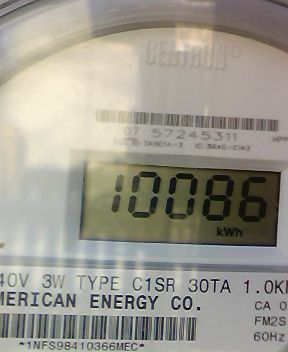 CENTRON®
07 57245311
10086
kWh
40V 3W TYPE C1SR 30TA 1.0K
MERICAN ENERGY CO.
CA 0
FM2S
60Hz
*1NFS98410366MEC*